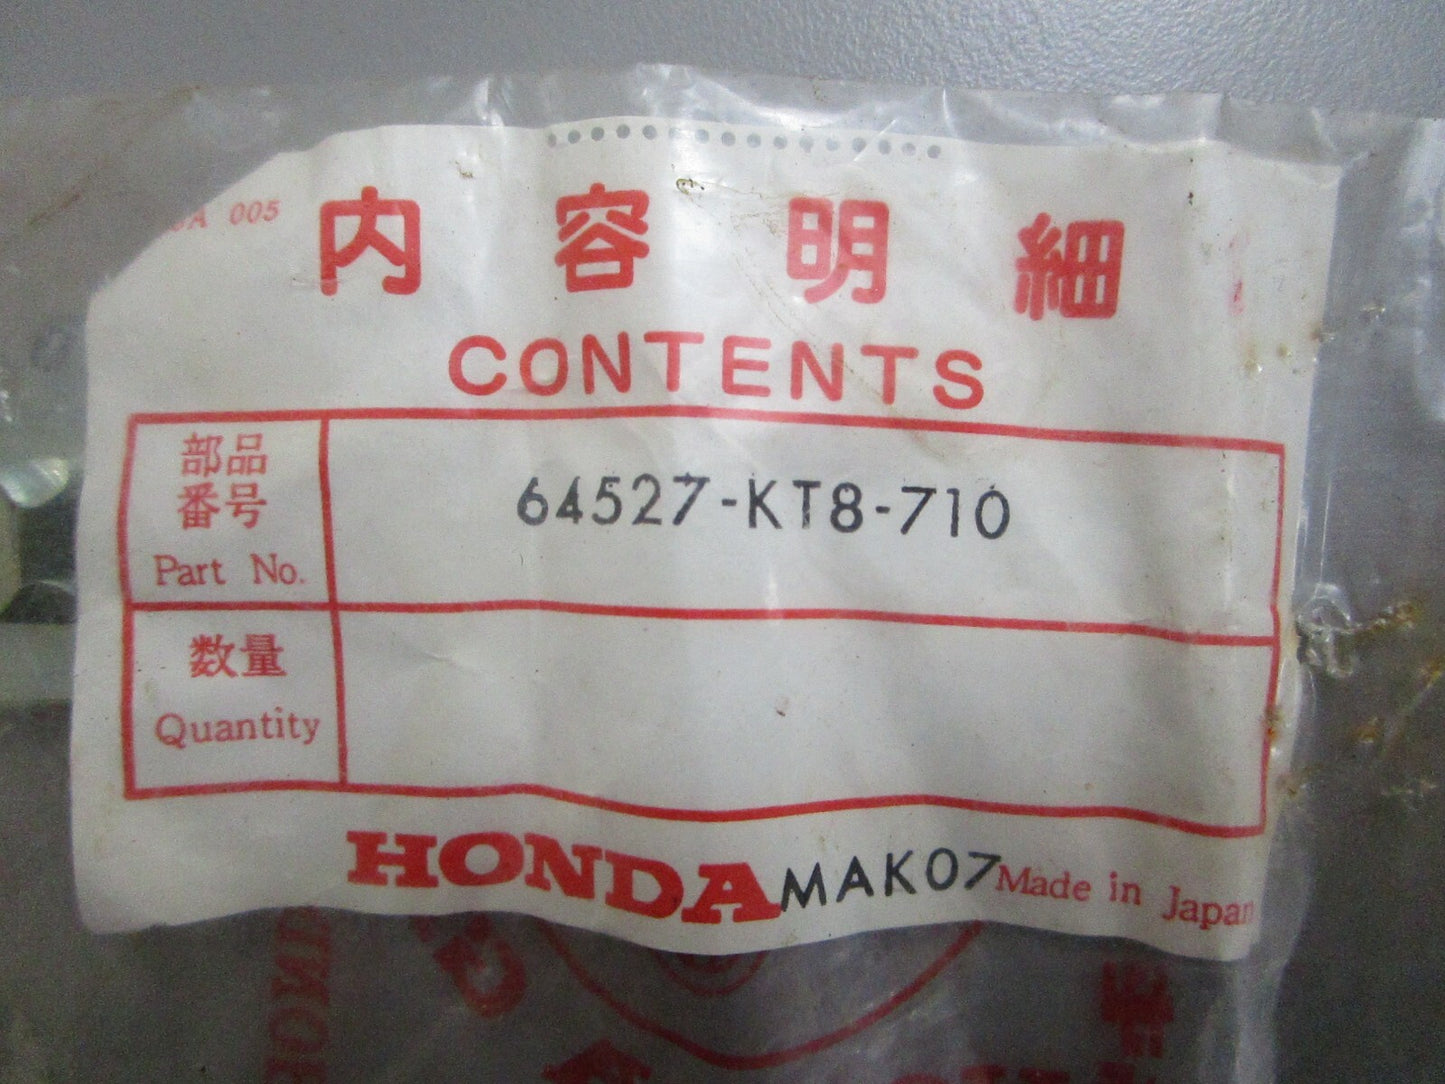 005
内容明細
CONTENTS
部品
番号
Part No.
64527-KT8-710
数量
Quantity
HONDA MAK07 Made in Japan